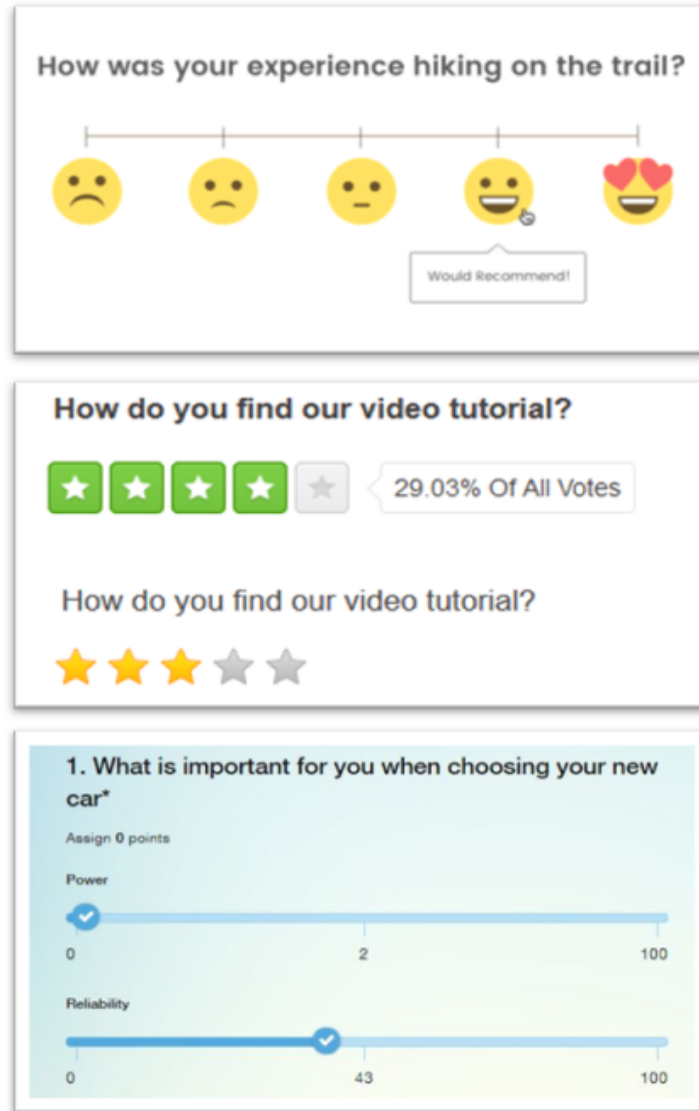 How was your experience hiking on the trail?
Would Recommend!
How do you find our video tutorial?
29.03% Of All Votes
How do you find our video tutorial?
1. What is important for you when choosing your new
car*
Assign 0 points
Power
0 2 100
Reliability
0 43 100